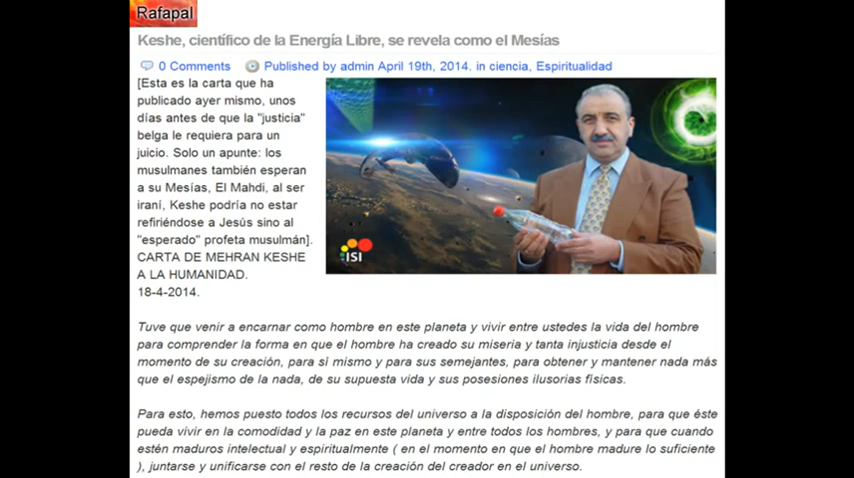 Rafapal
Keshe, científico de la Energía Libre, se revela como el Mesías
0 Comments Published by admin April 19th, 2014. in ciencia, Espiritualidad
[Esta es la carta que ha
publicado ayer mismo, unos
días antes de que la "justicia"
belga le requiera para un
juicio. Solo un apunte: los
musulmanes también esperan
a su Mesías, El Mahdi, al ser
iraní, Keshe podría no estar
refiriéndose a Jesús sino al
"esperado" profeta musulmán].
CARTA DE MEHRAN KESHE
A LA HUMANIDAD.
18-4-2014.
ISI
Tuve que venir a encarnar como hombre en este planeta y vivir entre ustedes la vida del hombre
para comprender la forma en que el hombre ha creado su miseria y tanta injusticia desde el
momento de su creación, para sí mismo y para sus semejantes, para obtener y mantener nada más
que el espejismo de la nada, de su supuesta vida y sus posesiones ilusorias físicas.
Para esto, hemos puesto todos los recursos del universo a la disposición del hombre, para que éste
pueda vivir en la comodidad y la paz en este planeta y entre todos los hombres, y para que cuando
estén maduros intelectual y espiritualmente ( en el momento en que el hombre madure lo suficiente
), juntarse y unificarse con el resto de la creación del creador en el universo.